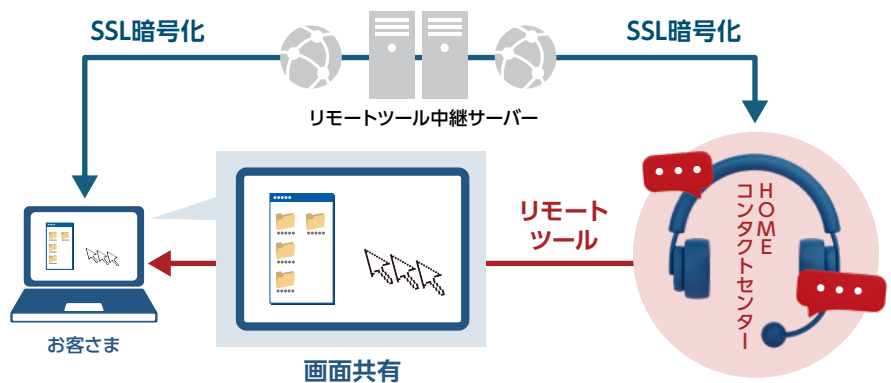 SSL暗号化
SSL暗号化
リモートツール中継サーバー
リモート
ツール
HOME
コンタクトセンター
お客さま
画面共有